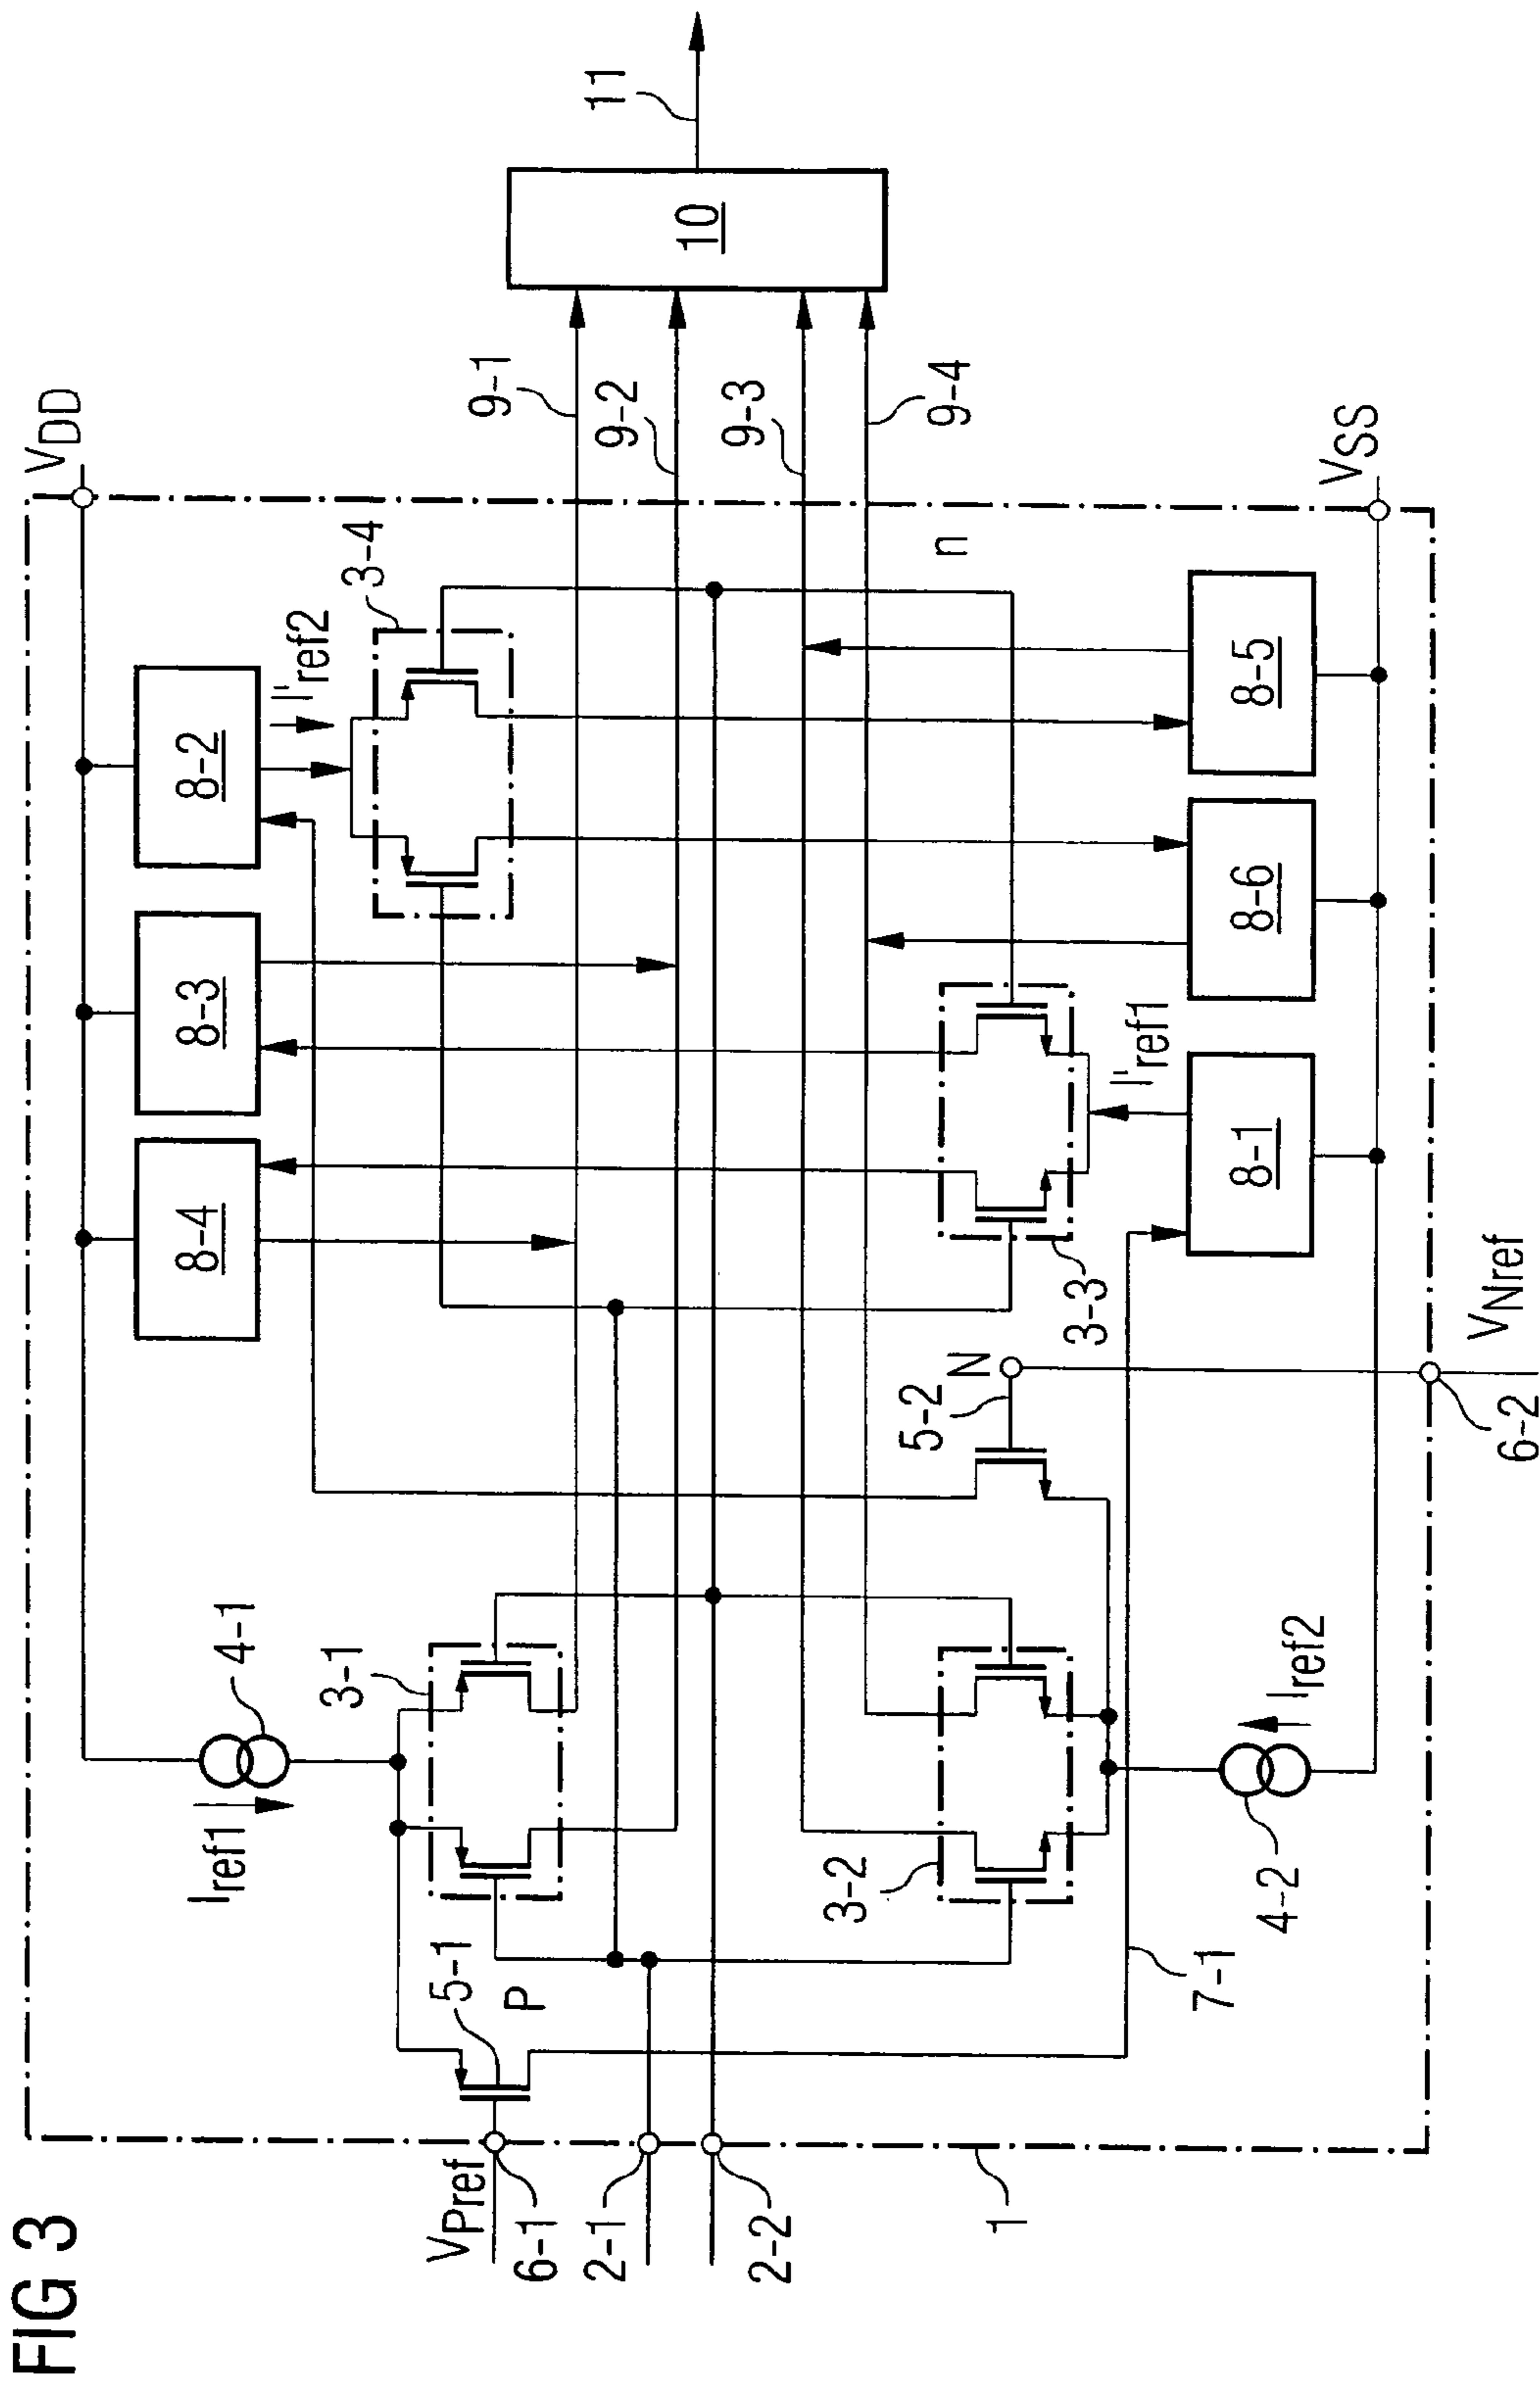 FIG 3
V_DD
V_SS
V_Pref
V_Nref
6-1
6-2
2-1
2-2
1
5-1
P
5-2
N
n
I_ref1
4-1
3-1
3-2
4-2
I_ref2
7-1
8-4
8-3
8-2
I'_ref2
3-4
3-3
I'_ref1
8-1
8-6
8-5
9-1
9-2
9-3
9-4
10
11